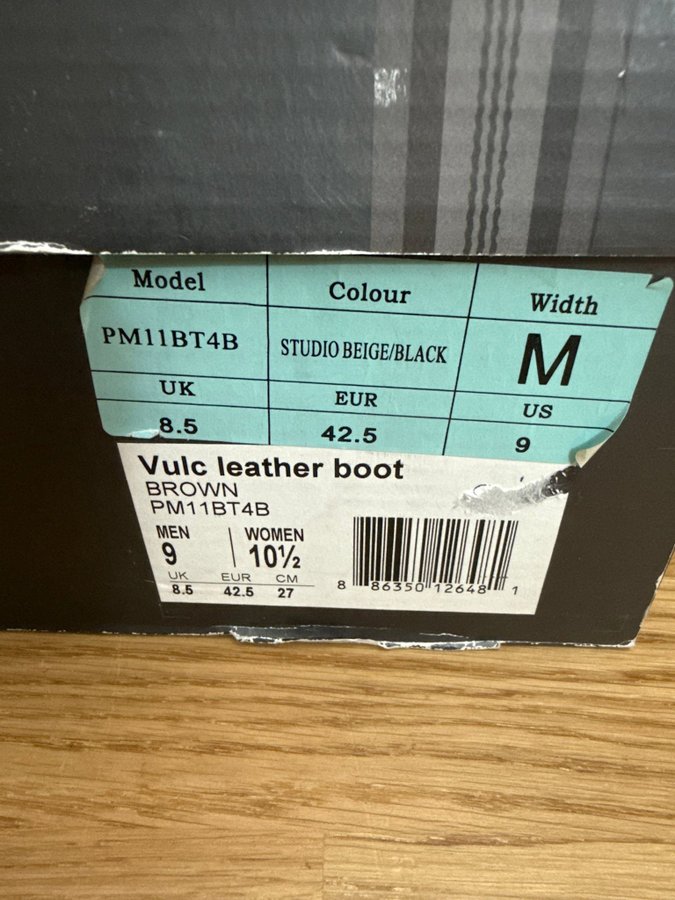 Model Colour Width
PM11BT4B STUDIO BEIGE/BLACK M
UK EUR US
8.5 42.5 9
Vulc leather boot
BROWN
PM11BT4B
MEN WOMEN
9 10½
UK EUR CM
8.5 42.5 27
8 86350 12648 1